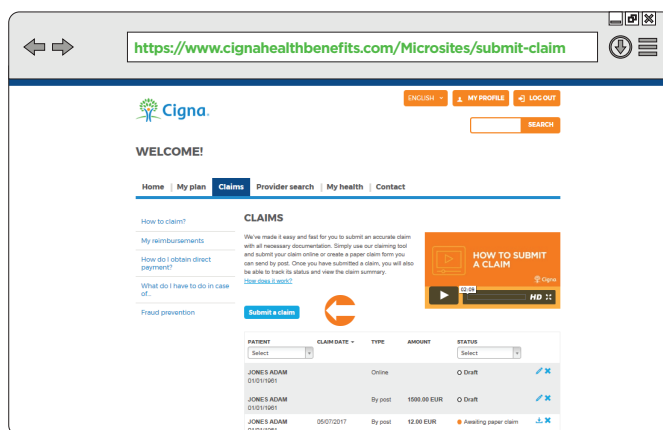 https://www.cignahealthbenefits.com/Microsites/submit-claim
ENGLISH
MY PROFILE
LOG OUT
Cigna.
SEARCH
WELCOME!
Home | My plan Claims Provider search | My health | Contact
How to claim?
My reimbursements
How do I obtain direct
payment?
What do I have to do in case
of...
Fraud prevention
CLAIMS
We've made it easy and fast for you to submit an accurate claim
with all necessary documentation. Simply use our claiming tool
and submit your claim online or create a paper claim form you
can send by post. Once you have submitted a claim, you will also
be able to track its status and view the claim summary.
How does it work?
HOW TO SUBMIT
A CLAIM
Cigna
02:09
HD
Submit a claim
PATIENT CLAIM DATE TYPE AMOUNT STATUS
Select Select
JONES ADAM Online Draft
01/01/1961
JONES ADAM By post 1500.00 EUR Draft
01/01/1961
JONES ADAM 05/07/2017 By post 12.00 EUR Awaiting paper claim
01/01/1961